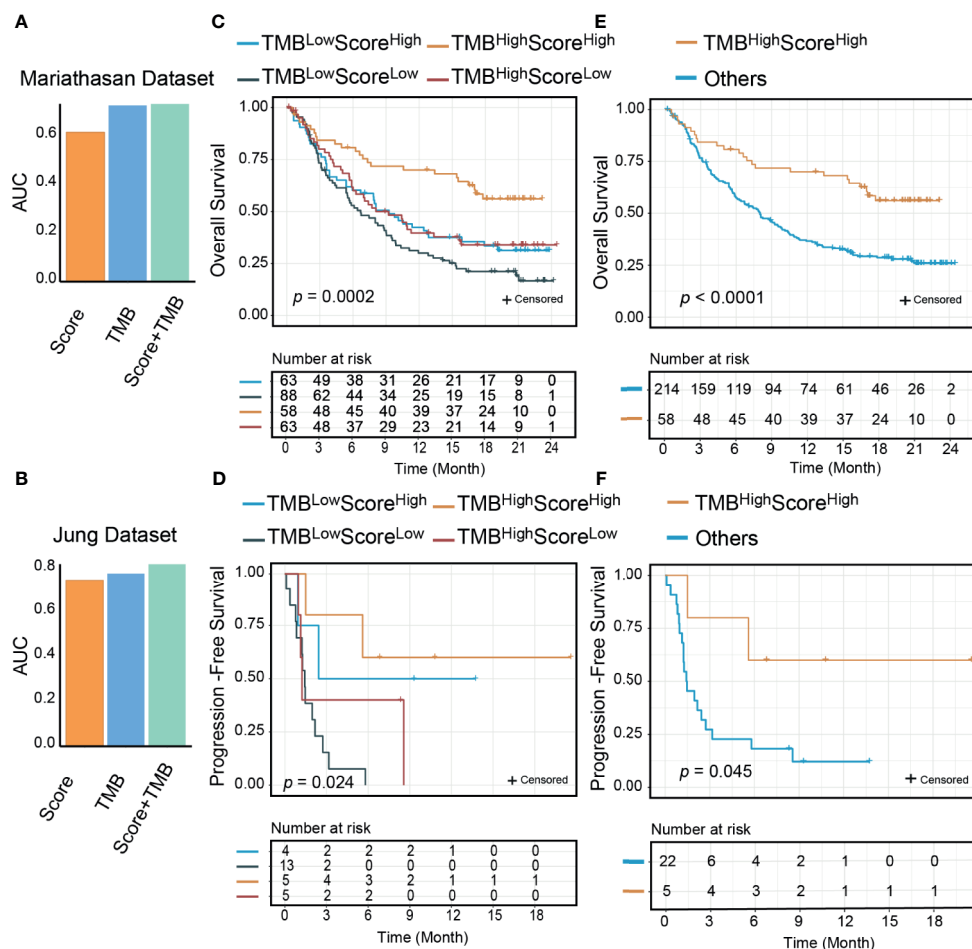 A
Mariathasan Dataset
AUC
0.6
0.4
0.2
0.0
Score
TMB
Score+TMB
B
Jung Dataset
AUC
0.8
0.6
0.4
0.2
0.0
Score
TMB
Score+TMB
C
TMBLowScoreHigh TMBHighScoreHigh
TMBLowScoreLow TMBHighScoreLow
Overall Survival
1.00
0.75
0.50
0.25
0.00
p = 0.0002
+ Censored
Number at risk
63 49 38 31 26 21 17 9 0
88 62 44 34 25 19 15 8 1
58 48 45 40 39 37 24 10 0
63 48 37 29 23 21 14 9 1
0 3 6 9 12 15 18 21 24
Time (Month)
D
TMBLowScoreHigh TMBHighScoreHigh
TMBLowScoreLow TMBHighScoreLow
Progression -Free Survival
1.00
0.75
0.50
0.25
0.00
p = 0.024
+ Censored
Number at risk
4 2 2 2 1 0 0
13 2 0 0 0 0 0
5 4 3 2 1 1 1
5 2 2 0 0 0 0
0 3 6 9 12 15 18
Time (Month)
E
TMBHighScoreHigh
Others
Overall Survival
1.00
0.75
0.50
0.25
0.00
p < 0.0001
+ Censored
Number at risk
214 159 119 94 74 61 46 26 2
58 48 45 40 39 37 24 10 0
0 3 6 9 12 15 18 21 24
Time (Month)
F
TMBHighScoreHigh
Others
Progression -Free Survival
1.00
0.75
0.50
0.25
0.00
p = 0.045
+ Censored
Number at risk
22 6 4 2 1 0 0
5 4 3 2 1 1 1
0 3 6 9 12 15 18
Time (Month)